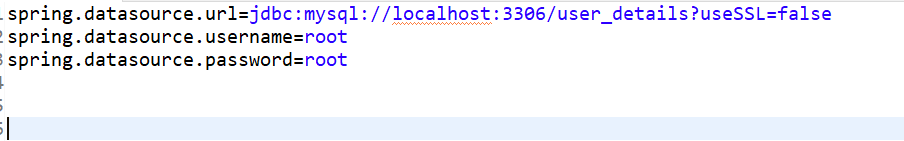 spring.datasource.url=jdbc:mysql://localhost:3306/user_details?useSSL=false
spring.datasource.username=root
spring.datasource.password=root